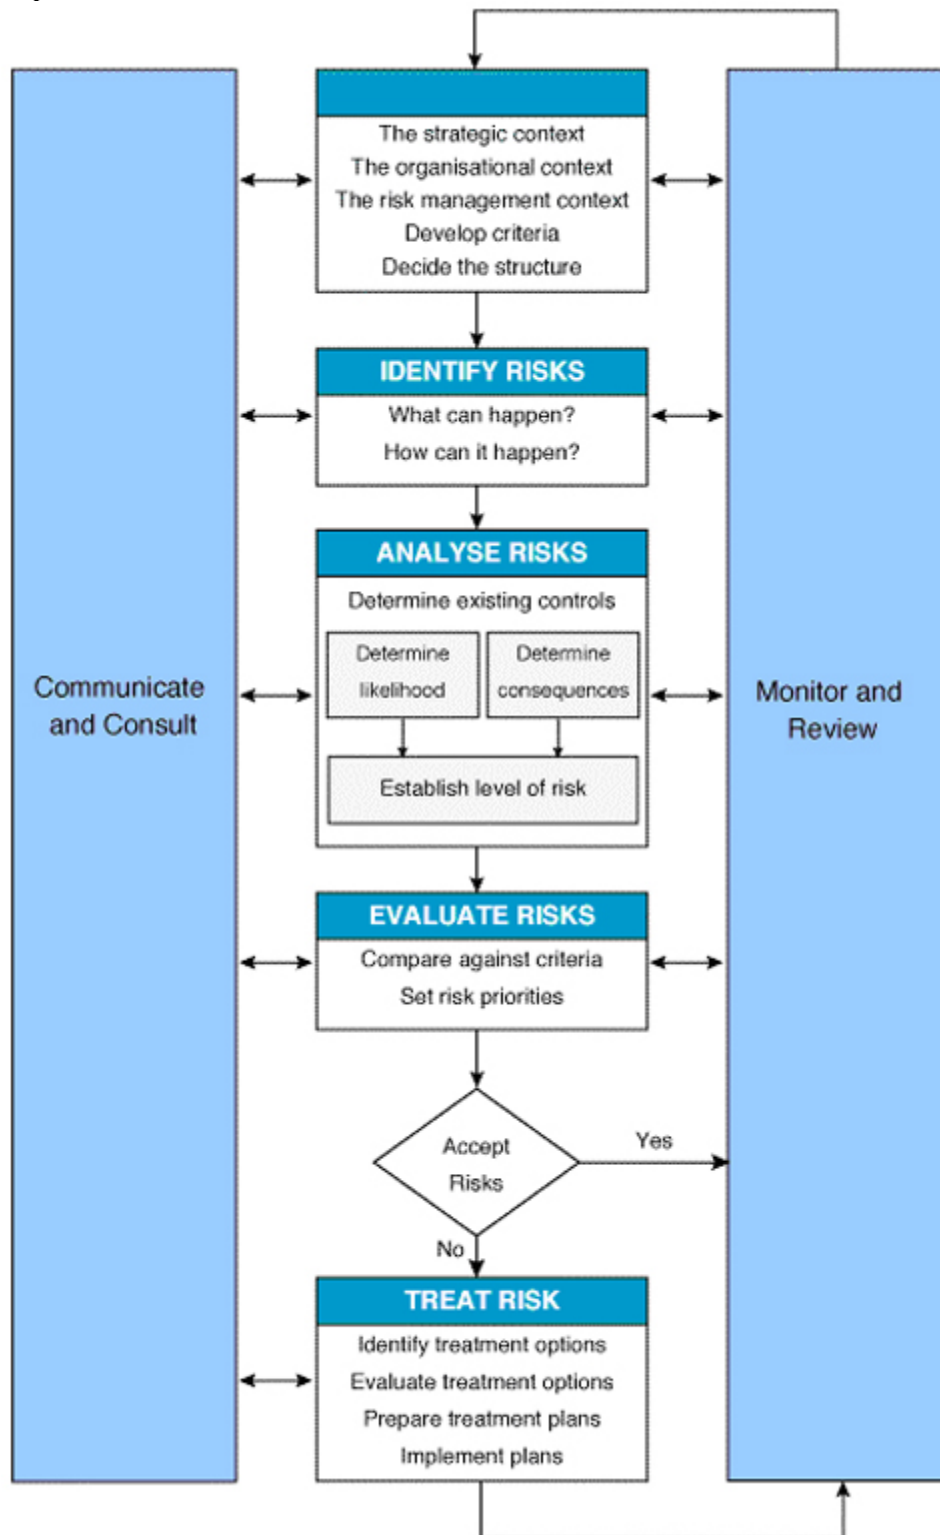 The strategic context
The organisational context
The risk management context
Develop criteria
Decide the structure
IDENTIFY RISKS
What can happen?
How can it happen?
ANALYSE RISKS
Determine existing controls
Determine
likelihood
Determine
consequences
Establish level of risk
Communicate
and Consult
Monitor and
Review
EVALUATE RISKS
Compare against criteria
Set risk priorities
Accept
Risks
Yes
No
TREAT RISK
Identify treatment options
Evaluate treatment options
Prepare treatment plans
Implement plans